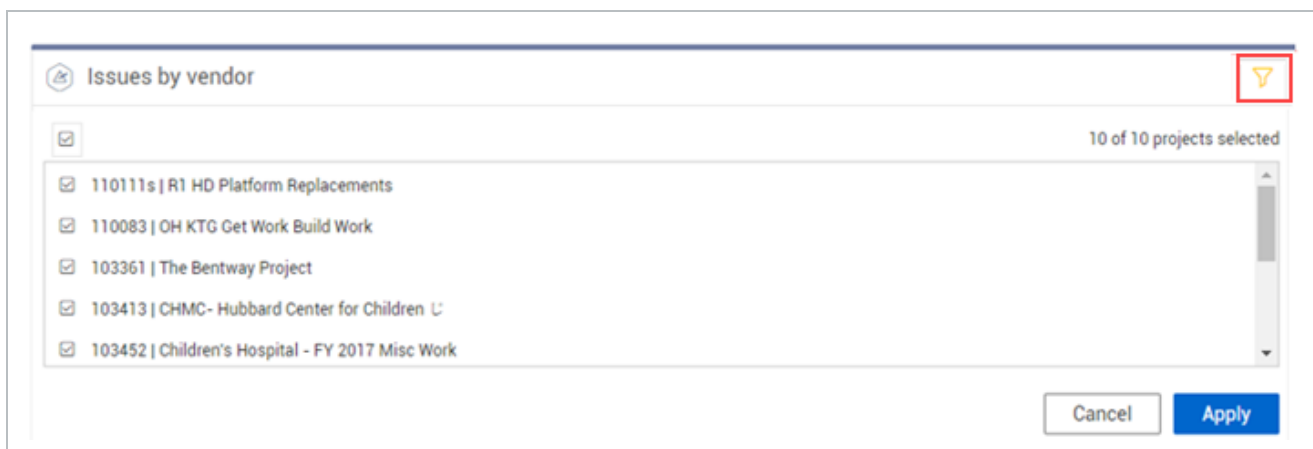 Issues by vendor
10 of 10 projects selected
110111s | R1 HD Platform Replacements
110083 | OH KTG Get Work Build Work
103361 | The Bentway Project
103413 | CHMC- Hubbard Center for Children
103452 | Children's Hospital - FY 2017 Misc Work
Cancel Apply